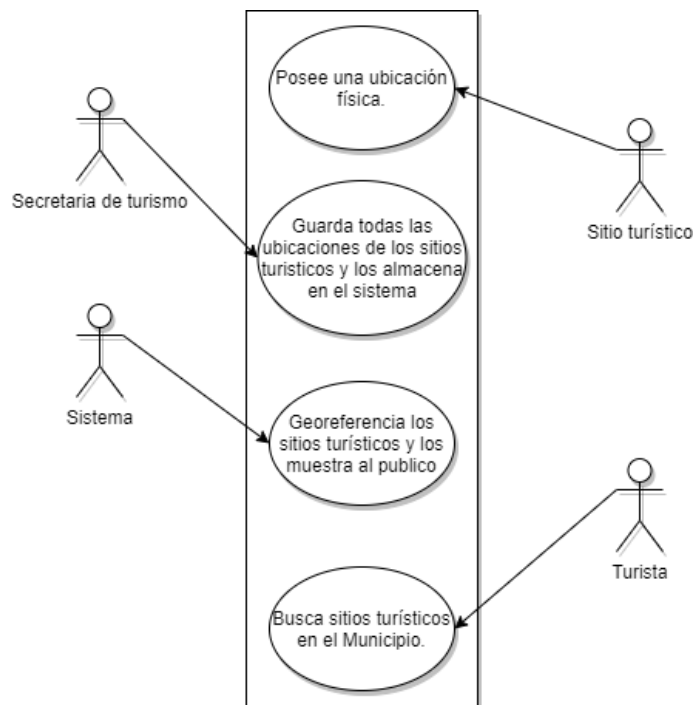 Posee una ubicación
física.
Secretaria de turismo
Sitio turístico
Guarda todas las
ubicaciones de los sitios
turisticos y los almacena
en el sistema
Sistema
Georeferencia los
sitios turísticos y los
muestra al publico
Turista
Busca sitios turísticos
en el Municipio.